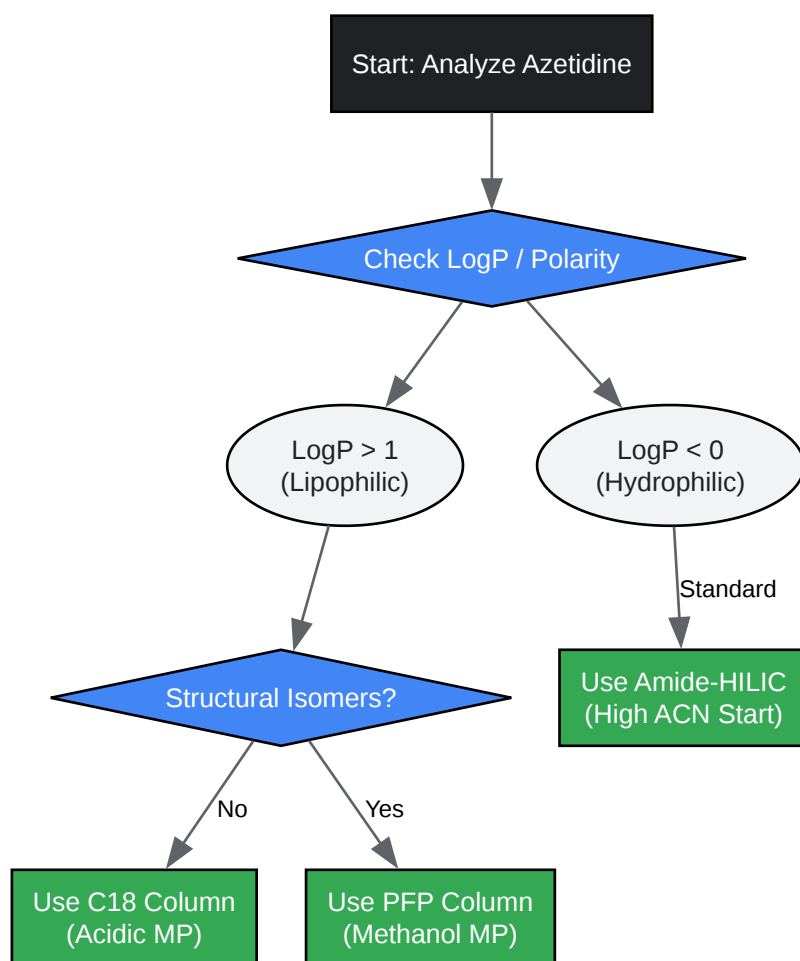 Start: Analyze Azetidine
Check LogP / Polarity
LogP > 1
(Lipophilic)
LogP < 0
(Hydrophilic)
Standard
Structural Isomers?
Use Amide-HILIC
(High ACN Start)
No
Yes
Use C18 Column
(Acidic MP)
Use PFP Column
(Methanol MP)